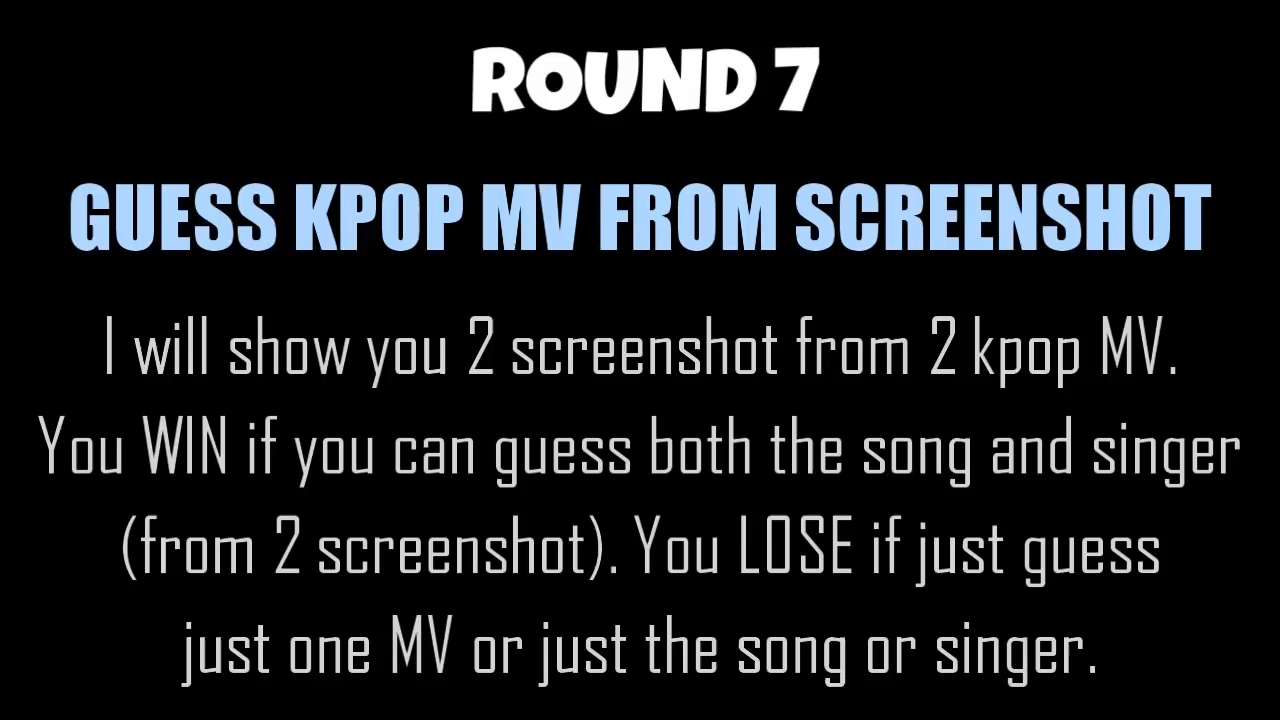 ROUND 7
GUESS KPOP MV FROM SCREENSHOT
I will show you 2 screenshot from 2 kpop MV.
You WIN if you can guess both the song and singer
(from 2 screenshot). You LOSE if just guess
just one MV or just the song or singer.